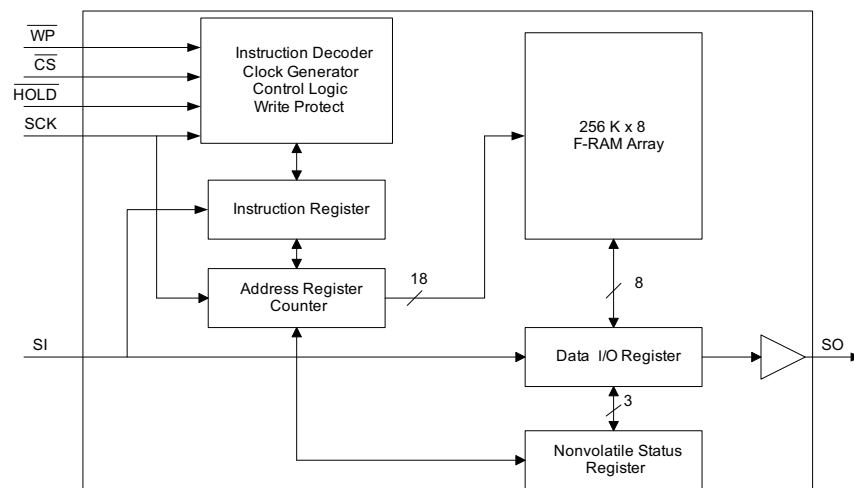 WP
CS
HOLD
SCK
Instruction Decoder
Clock Generator
Control Logic
Write Protect
256 K x 8
F-RAM Array
Instruction Register
Address Register
Counter
18
8
SI
Data I/O Register
SO
3
Nonvolatile Status
Register